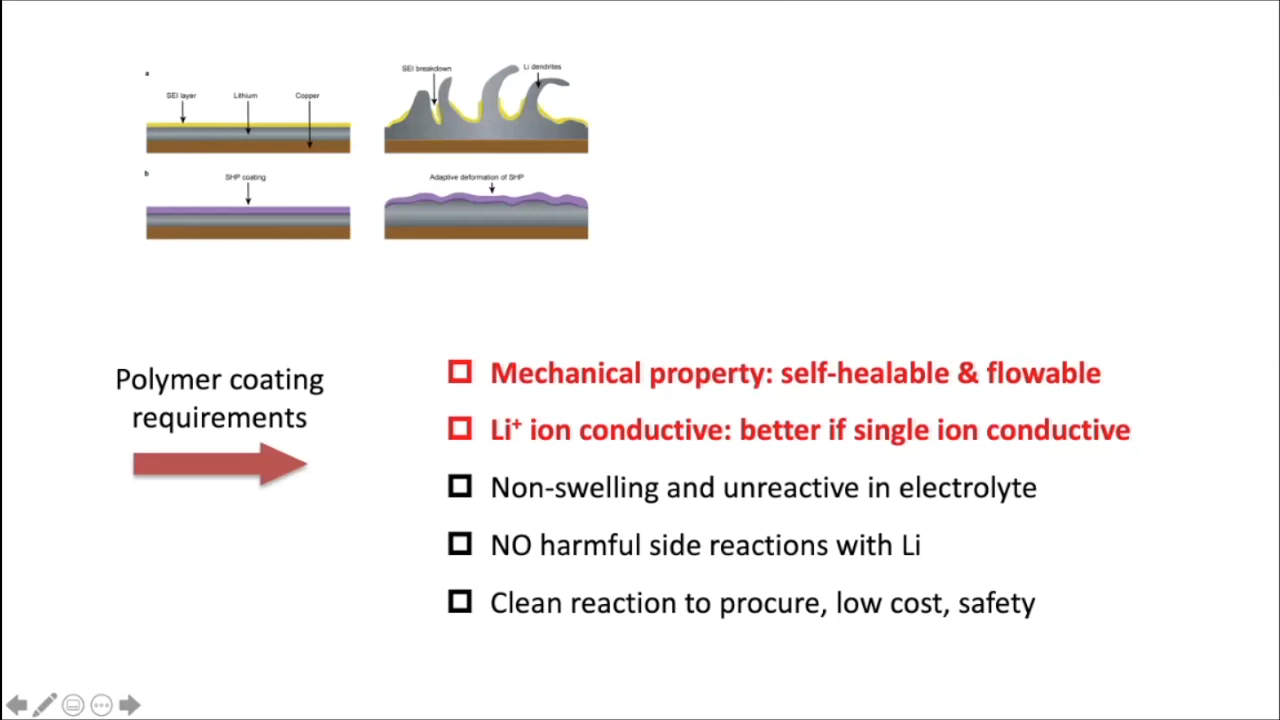 a
SEI layer
Lithium
Copper
SEI breakdown
Li dendrites
b
SHP coating
Adaptive deformation of SHP
Polymer coating
requirements
Mechanical property: self-healable & flowable
Li⁺ ion conductive: better if single ion conductive
Non-swelling and unreactive in electrolyte
NO harmful side reactions with Li
Clean reaction to procure, low cost, safety